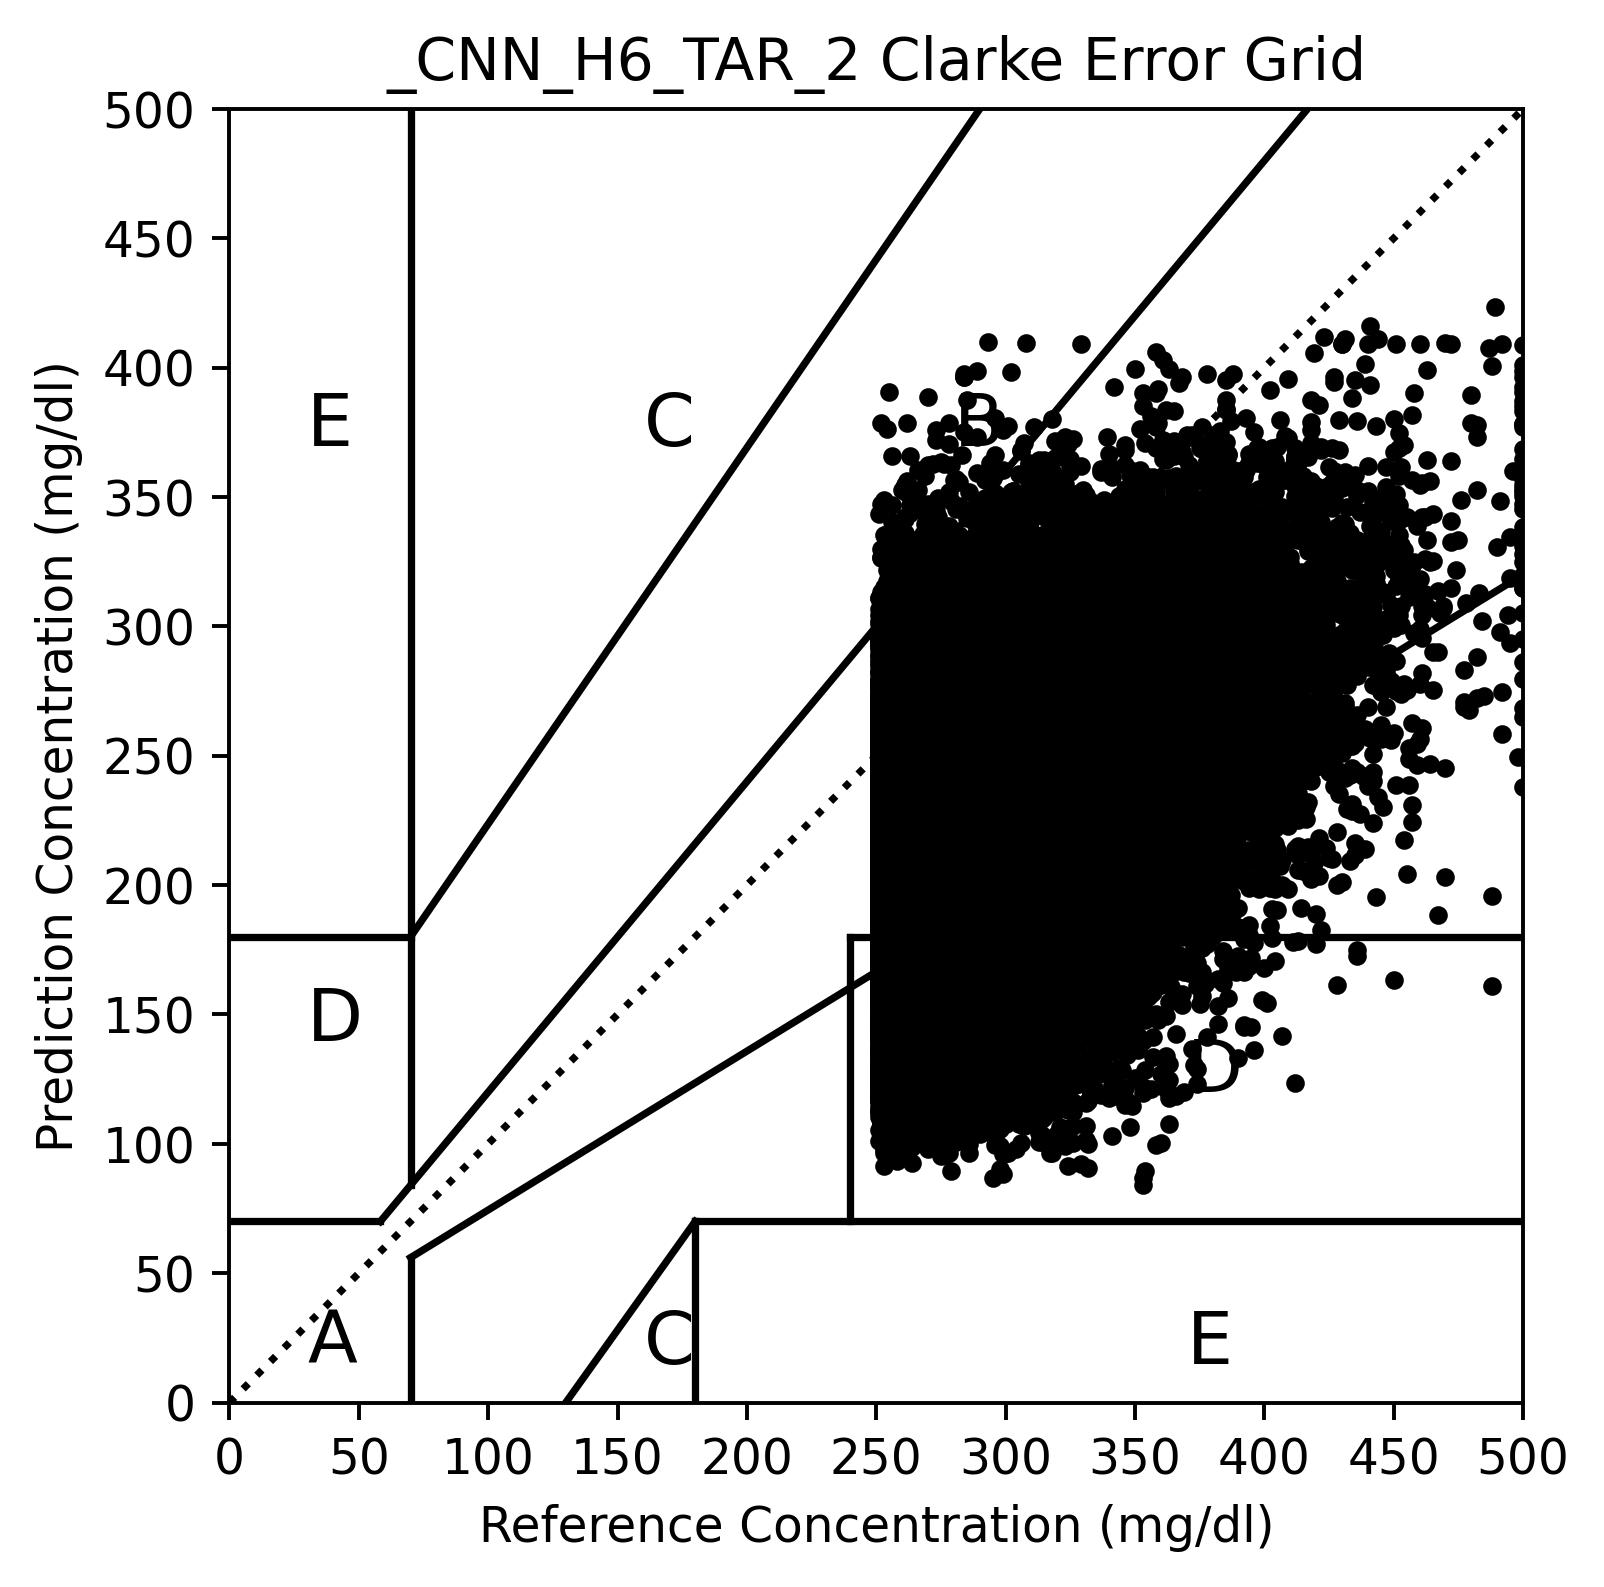 _CNN_H6_TAR_2 Clarke Error Grid
500
450
400
350
300
250
200
150
100
50
0
Prediction Concentration (mg/dl)
E
C
B
D
D
A
C
E
0 50 100 150 200 250 300 350 400 450 500
Reference Concentration (mg/dl)